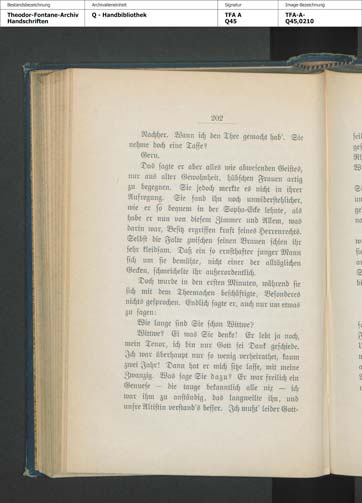 Bestandsbezeichnung
Archivalieneinheit
Signatur
Image-Bezeichnung
Theodor-Fontane-Archiv
Handschriften
Q - Handbibliothek
TFA A
Q45
TFA-A-
Q45,0210
202
Nachher. Wann ich den Thee gemacht hab'. Sie
nehme doch eine Tasse?
Gern.
Das sagte er aber alles wie abwesenden Geistes,
nur aus alter Gewohnheit, hübschen Frauen artig
zu begegnen. Sie jedoch merkte es nicht in ihrer
Aufregung. Sie fand ihn noch unwiderstehlicher,
wie er so bequem in der Sopha-Ecke lehnte, als
habe er nun von diesem Zimmer und Allem, was
darin war, Besitz ergriffen kraft seines Herrenrechts.
Selbst die Falte zwischen seinen Brauen schien ihr
sehr kleidsam. Daß ein so ernsthafter junger Mann
sich um sie bemühte, nicht einer der alltäglichen
Gecken, schmeichelte ihr außerordentlich.
Doch wurde in den ersten Minuten, während sie
sich mit dem Theemachen beschäftigte, Besonderes
nichts gesprochen. Endlich sagte er, auch nur um etwas
zu sagen:
Wie lange sind Sie schon Wittwe?
Wittwe? Ei was Sie denke! Er lebt ja noch,
mein Tenor, ich bin nur Gott sei Dank geschiede.
Ich war überhaupt nur so wenig verheirathet, kaum
zwei Jahr! Dann hat er mich sitze lasse, mit meine
Zwanzig. Was sage Sie dazu? Er war freilich ein
Genuese — die tauge bekanntlich alle nix — ich
war ihm zu anständig, das langweilte ihn, und
unsre Altistin verstand's besser. Ich mußt' leider Gott-